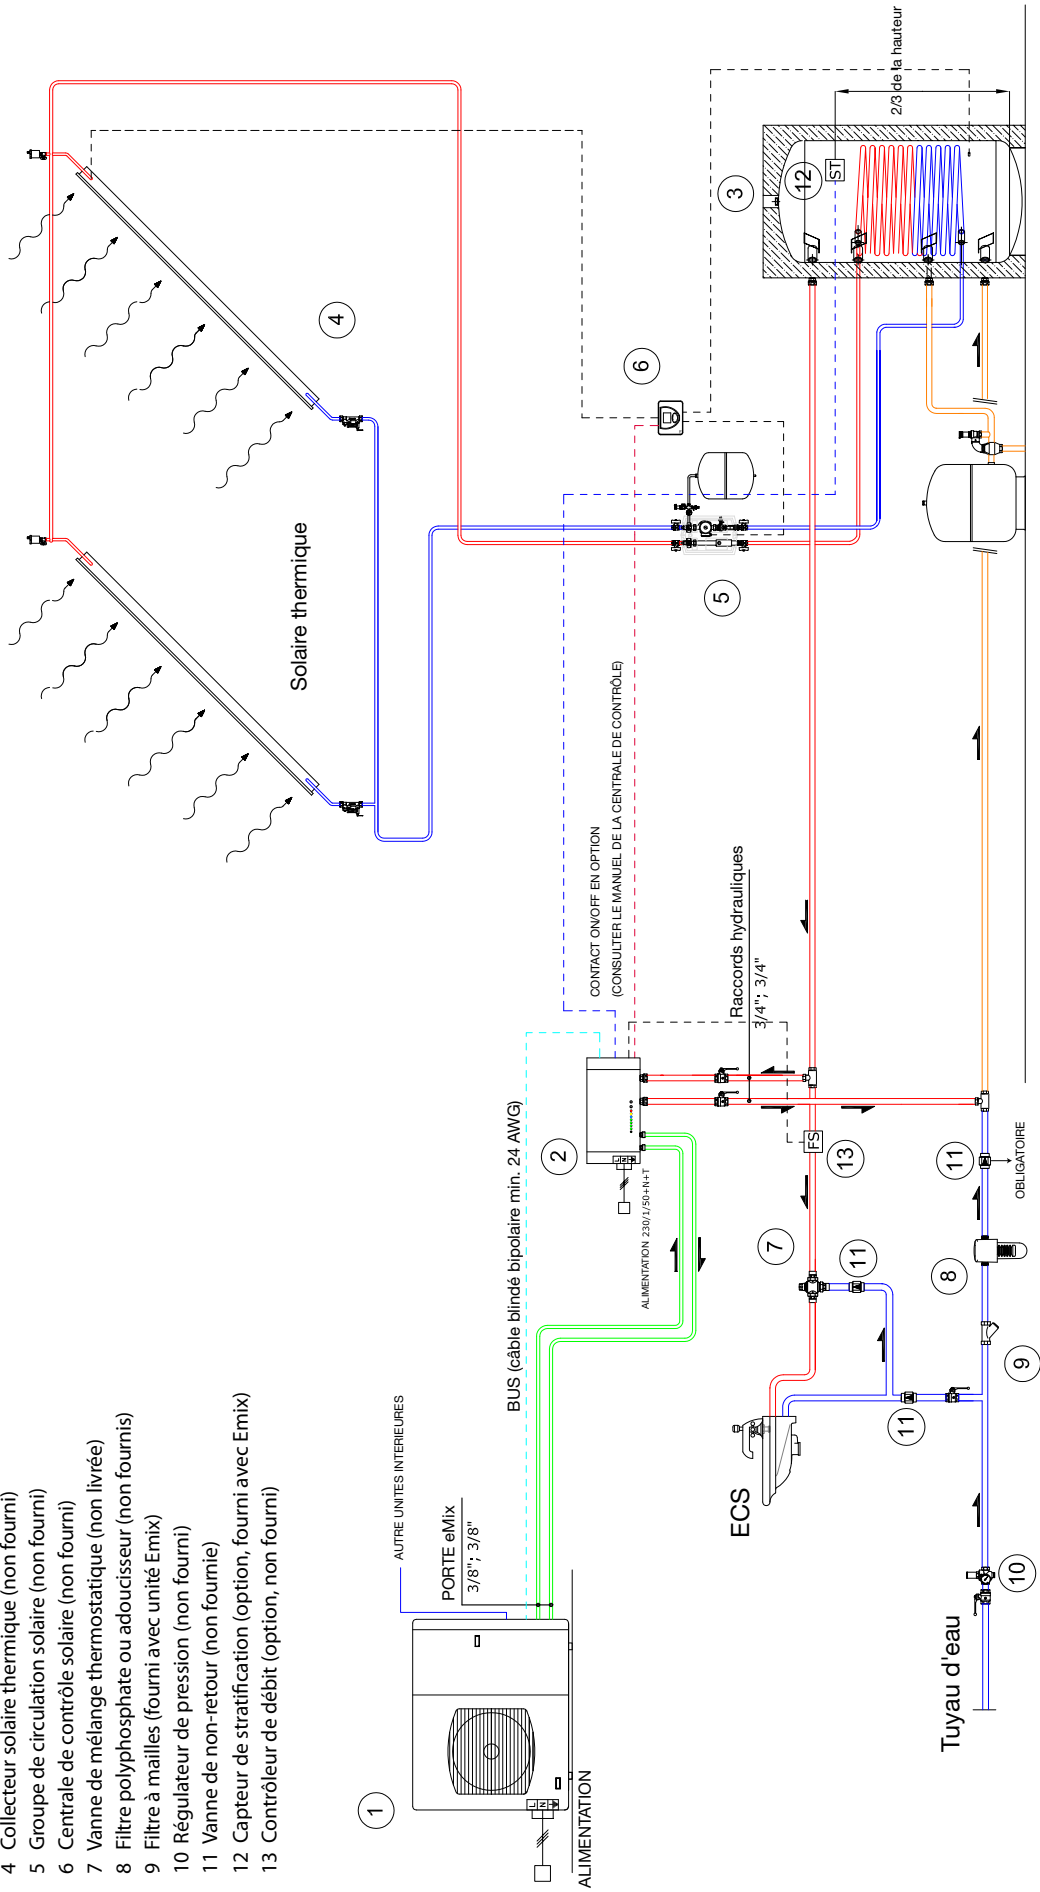 4 Collecteur solaire thermique (non fourni)
5 Groupe de circulation solaire (non fourni)
6 Centrale de contrôle solaire (non fourni)
7 Vanne de mélange thermostatique (non livrée)
8 Filtre polyphosphate ou adoucisseur (non fournis)
9 Filtre à mailles (fourni avec unité Emix)
10 Régulateur de pression (non fourni)
11 Vanne de non-retour (non fournie)
12 Capteur de stratification (option, fourni avec Emix)
13 Contrôleur de débit (option, non fourni)
Solaire thermique
4
6
5
3
12
ST
2/3 de la hauteur
CONTACT ON/OFF EN OPTION
(CONSULTER LE MANUEL DE LA CENTRALE DE CONTRÔLE)
AUTRE UNITES INTERIEURES
PORTE eMix
3/8"; 3/8"
BUS (câble blindé bipolaire min. 24 AWG)
1
L
N
ALIMENTATION
2
L
N
ALIMENTATION 230/1/50+N+T
Raccords hydrauliques
3/4"; 3/4"
FS
13
7
11
ECS
11
11
OBLIGATOIRE
8
9
10
Tuyau d'eau